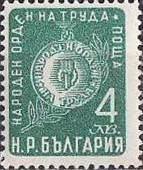 НАРОДЕН ОРДЕН НА ТРУДА ★ ПОЩА
4
ЛВ.
Н.Р. БЪЛГАРИЯ